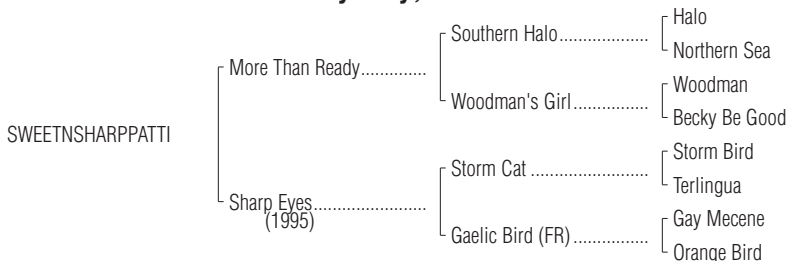 Halo
Southern Halo
Northern Sea
More Than Ready
Woodman
Woodman's Girl
Becky Be Good
SWEETNSHARPPATTI
Storm Bird
Storm Cat
Terlingua
Sharp Eyes
(1995)
Gay Mecene
Gaelic Bird (FR)
Orange Bird